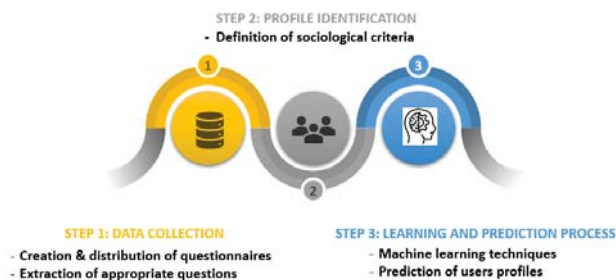 STEP 2: PROFILE IDENTIFICATION
- Definition of sociological criteria
1
3
2
STEP 1: DATA COLLECTION
- Creation & distribution of questionnaires
- Extraction of appropriate questions
STEP 3: LEARNING AND PREDICTION PROCESS
- Machine learning techniques
- Prediction of users profiles